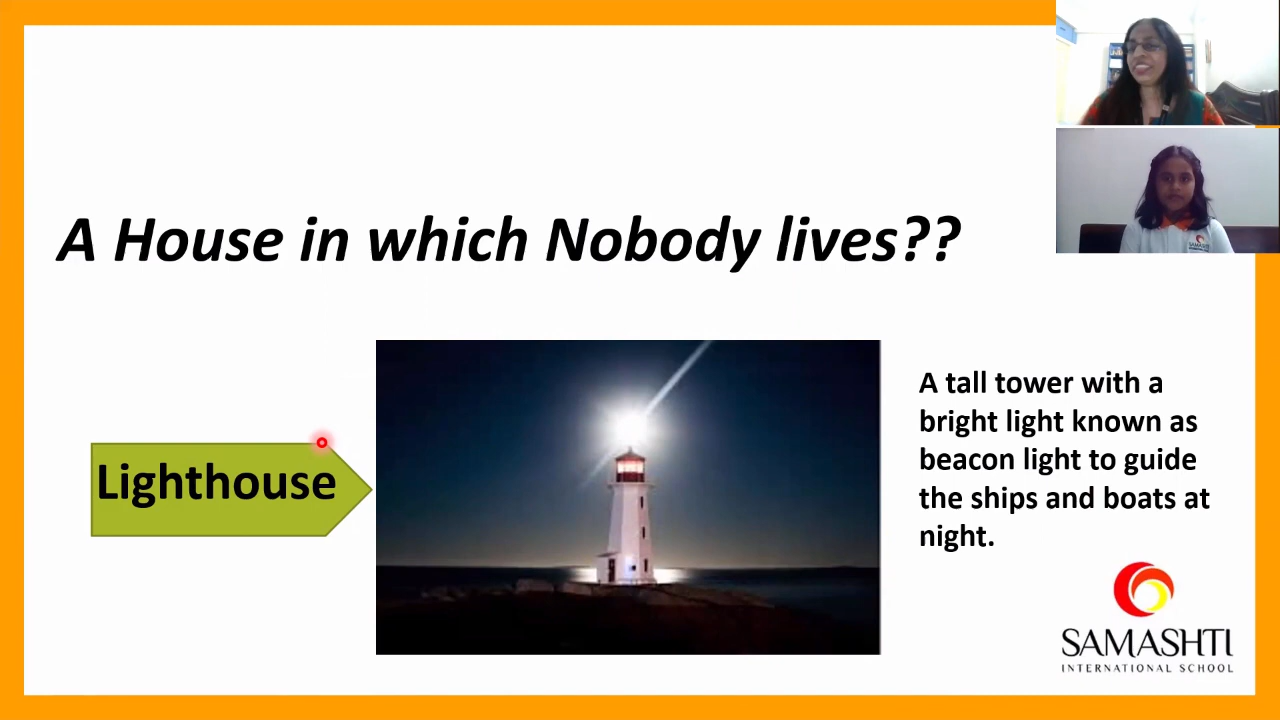 A House in which Nobody lives??
Lighthouse
A tall tower with a
bright light known as
beacon light to guide
the ships and boats at
night.
SAMASHTI
INTERNATIONAL SCHOOL
SAMASHTI